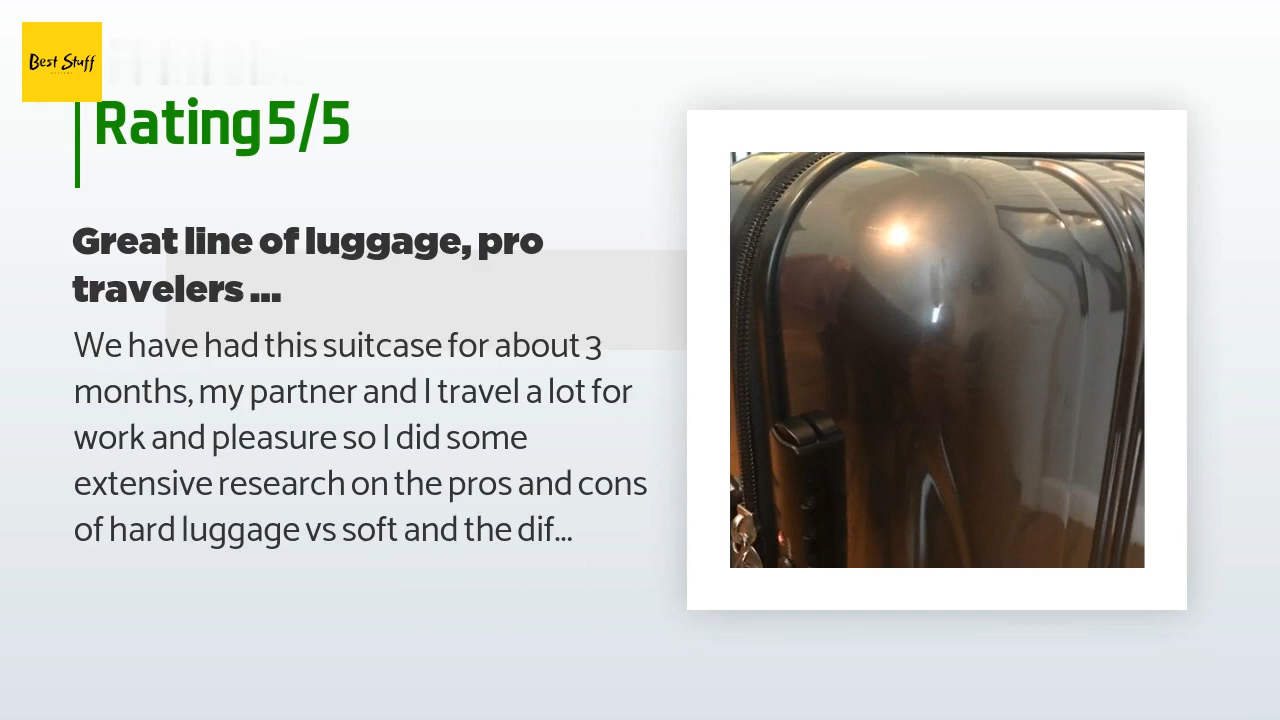 Best Stuff
Rating 5/5
Great line of luggage, pro
travelers ...
We have had this suitcase for about 3
months, my partner and I travel a lot for
work and pleasure so I did some
extensive research on the pros and cons
of hard luggage vs soft and the dif...